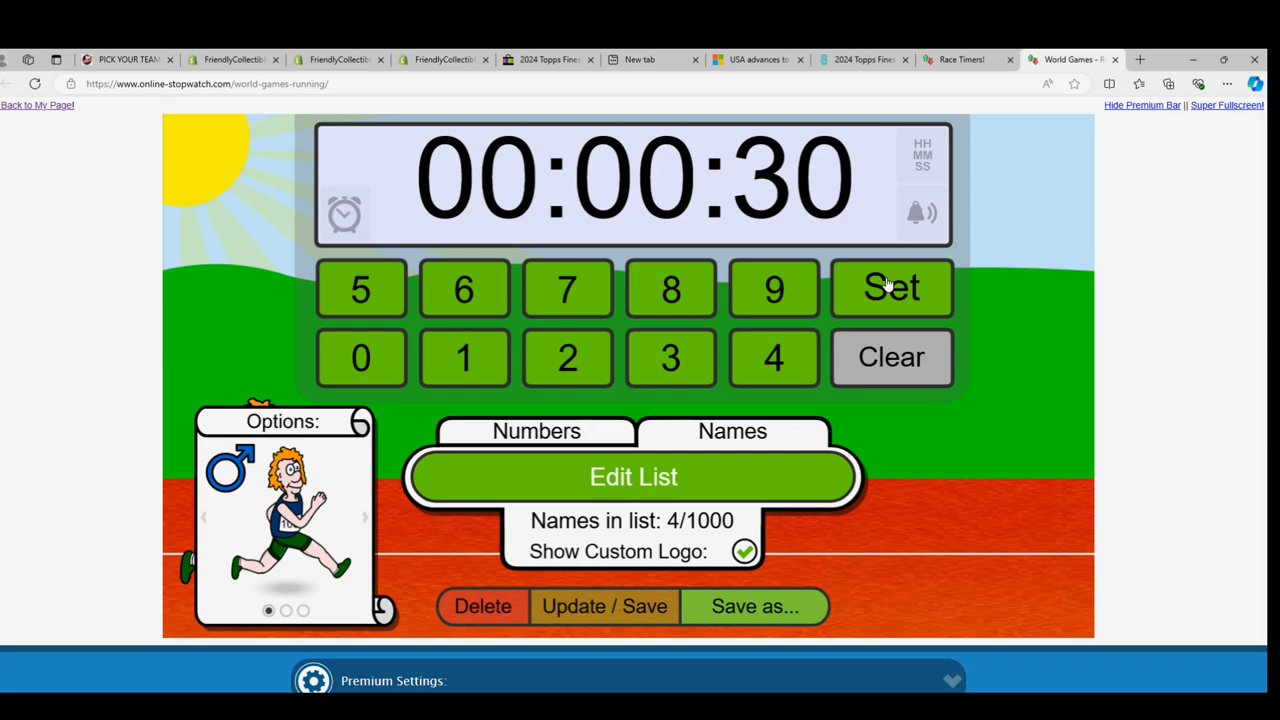 PICK YOUR TEAM
FriendlyCollectibl
FriendlyCollectibl
FriendlyCollectibl
2024 Topps Fines
New tab
USA advances to
2024 Topps Fines
Race Timers!
World Games - R
https://www.online-stopwatch.com/world-games-running/
Back to My Page!
Hide Premium Bar || Super Fullscreen!
00:00:30
HH
MM
SS
5 6 7 8 9 Set
0 1 2 3 4 Clear
Options:
Numbers Names
Edit List
Names in list: 4/1000
Show Custom Logo:
Delete Update / Save Save as...
Premium Settings: